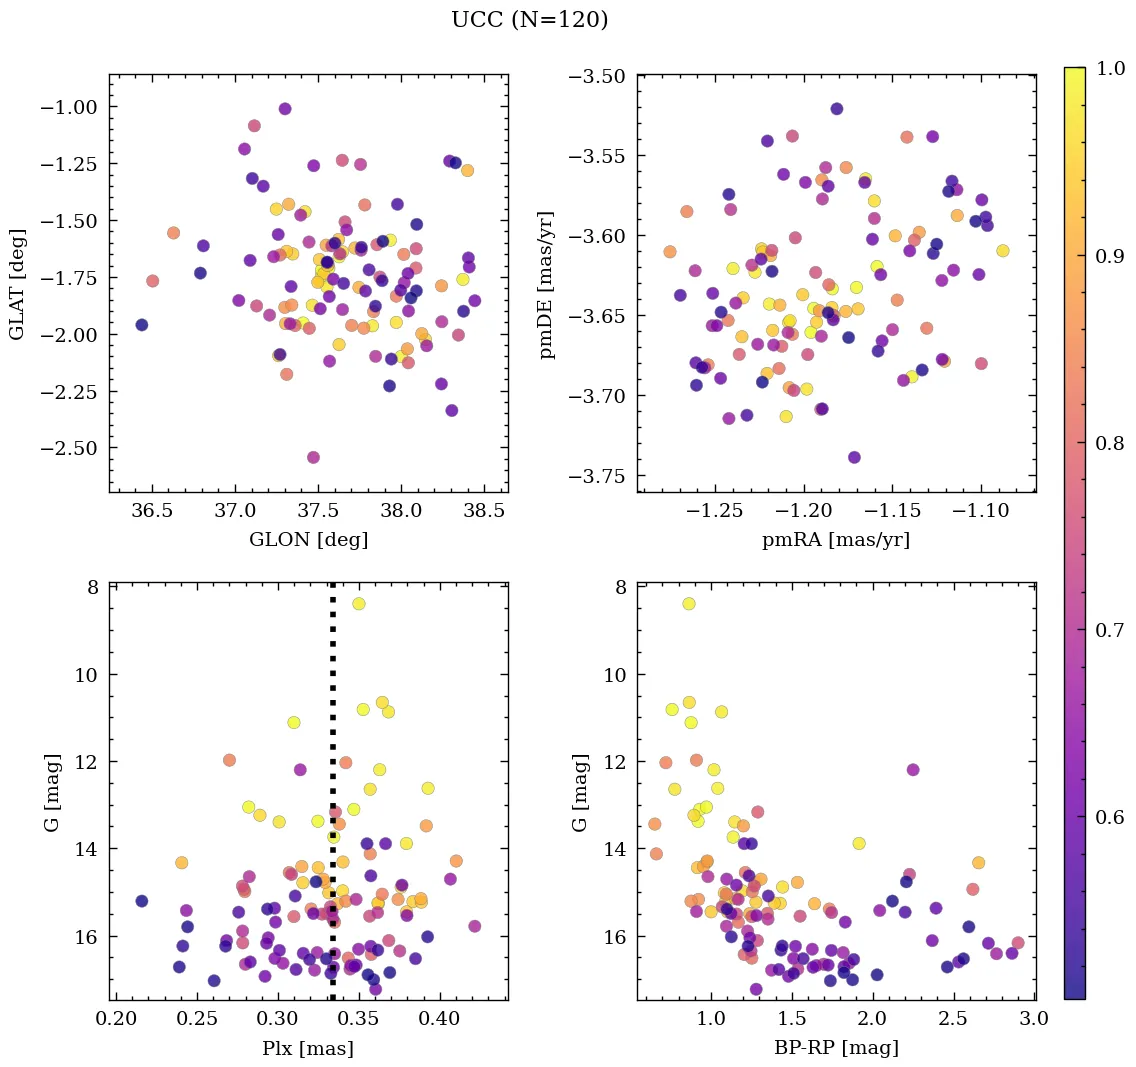 UCC (N=120)
−1.00
−1.25
−1.50
−1.75
−2.00
−2.25
−2.50
GLAT [deg]
36.5 37.0 37.5 38.0 38.5
GLON [deg]
−3.50
−3.55
−3.60
−3.65
−3.70
−3.75
pmDE [mas/yr]
−1.25 −1.20 −1.15 −1.10
pmRA [mas/yr]
8
10
12
14
16
G [mag]
0.20 0.25 0.30 0.35 0.40
Plx [mas]
8
10
12
14
16
G [mag]
1.0 1.5 2.0 2.5 3.0
BP-RP [mag]
1.0
0.9
0.8
0.7
0.6